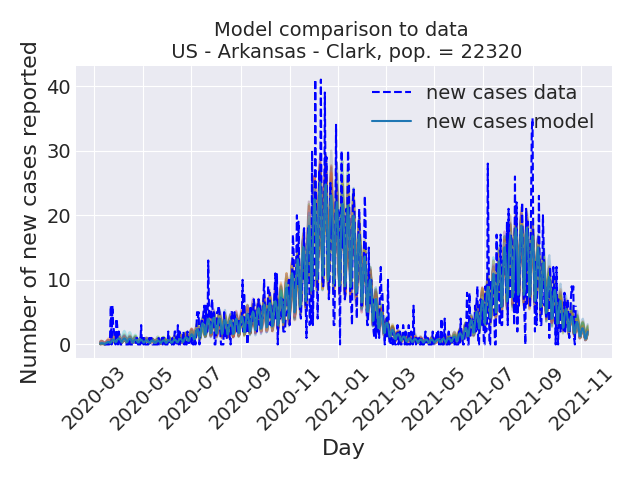 Model comparison to data
US - Arkansas - Clark, pop. = 22320
Number of new cases reported
40
30
20
10
0
new cases data
new cases model
2020-03
2020-05
2020-07
2020-09
2020-11
2021-01
2021-03
2021-05
2021-07
2021-09
2021-11
Day